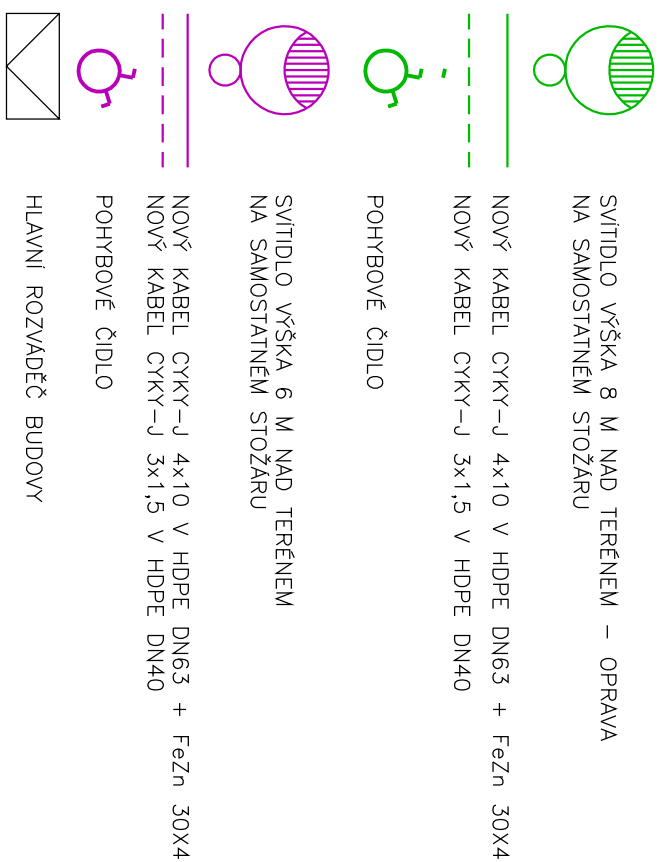 SVÍTIDLO VÝŠKA 8 M NAD TERÉNEM – OPRAVA
NA SAMOSTATNÉM STOŽÁRU
NOVÝ KABEL CYKY–J 4x10 V HDPE DN63 + FeZn 30X4
NOVÝ KABEL CYKY–J 3x1,5 V HDPE DN40
POHYBOVÉ ČIDLO
SVÍTIDLO VÝŠKA 6 M NAD TERÉNEM
NA SAMOSTATNÉM STOŽÁRU
NOVÝ KABEL CYKY–J 4x10 V HDPE DN63 + FeZn 30X4
NOVÝ KABEL CYKY–J 3x1,5 V HDPE DN40
POHYBOVÉ ČIDLO
HLAVNÍ ROZVÁDĚČ BUDOVY